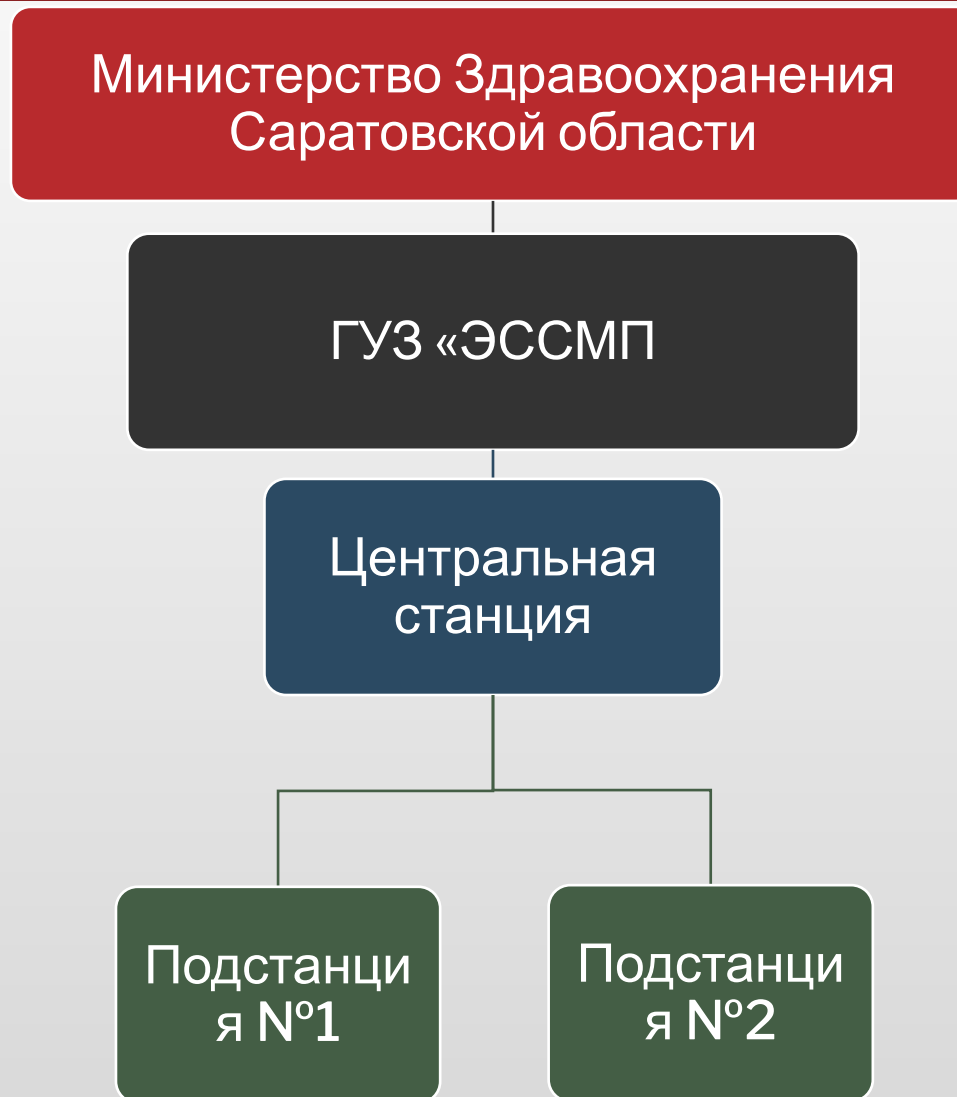 Министерство Здравоохранения
Саратовской области
ГУЗ «ЭССМП
Центральная
станция
Подстанци
я №1
Подстанци
я №2